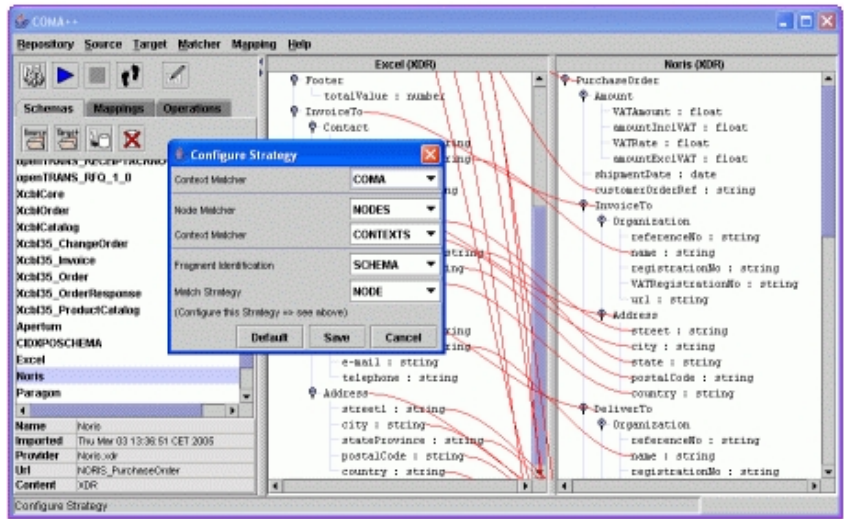 COMA++
Repository Source Target Matcher Mapping Help
Schemas Mappings Operations
openTRANS_RFQ_1_0
XcblCore
XcblOrder
XcblCatalog
Xcbl35_ChangeOrder
Xcbl35_Invoice
Xcbl35_Order
Xcbl35_OrderResponse
Xcbl35_ProductCatalog
Apertum
CIDXPOSCHEMA
Excel
Noris
Paragon
Name Noris
Imported Thu Mar 03 13:36:51 CET 2005
Provider Noris.xdr
Url NORIS_PurchaseOrder
Content XDR
Configure Strategy
Configure Strategy
Context Matcher COMA
Node Matcher NODES
Context Matcher CONTEXTS
Fragment Identification SCHEMA
Match Strategy NODE
(Configure this Strategy => see above)
Default Save Cancel
Excel (XDR)
Footer
totalValue : number
InvoiceTo
Contact
e-mail : string
telephone : string
Address
street1 : string
city : string
stateProvince : string
postalCode : string
country : string
Noris (XDR)
PurchaseOrder
Amount
VATAmount : float
amountInclVAT : float
VATRate : float
amountExclVAT : float
shipmentDate : date
customerOrderRef : string
InvoiceTo
Organization
referenceNo : string
name : string
registrationNo : string
VATRegistrationNo : string
url : string
Address
street : string
city : string
state : string
postalCode : string
country : string
DeliverTo
Organization
referenceNo : string
name : string
registrationNo : string